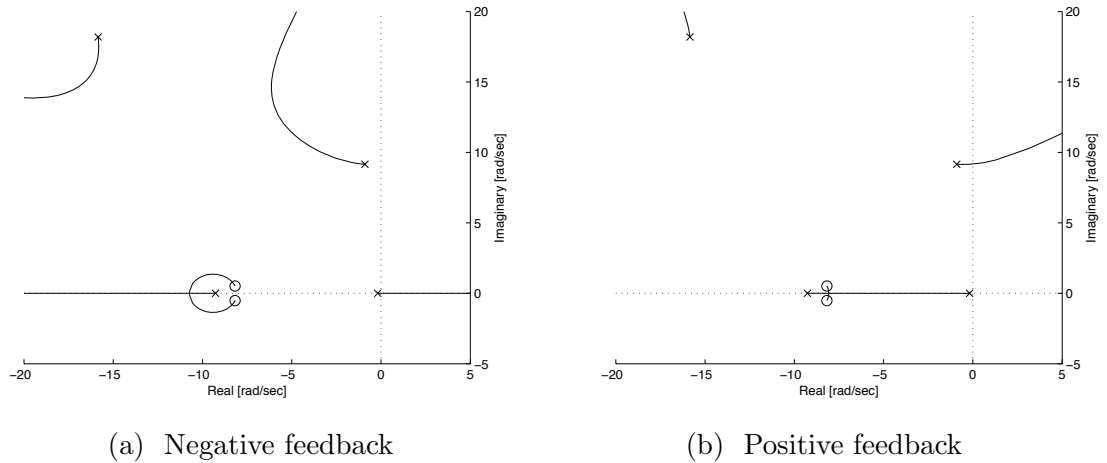 20
15
10
5
0
−5
Imaginary [rad/sec]
−20 −15 −10 −5 0 5
Real [rad/sec]
(a) Negative feedback
20
15
10
5
0
−5
Imaginary [rad/sec]
−20 −15 −10 −5 0 5
Real [rad/sec]
(b) Positive feedback